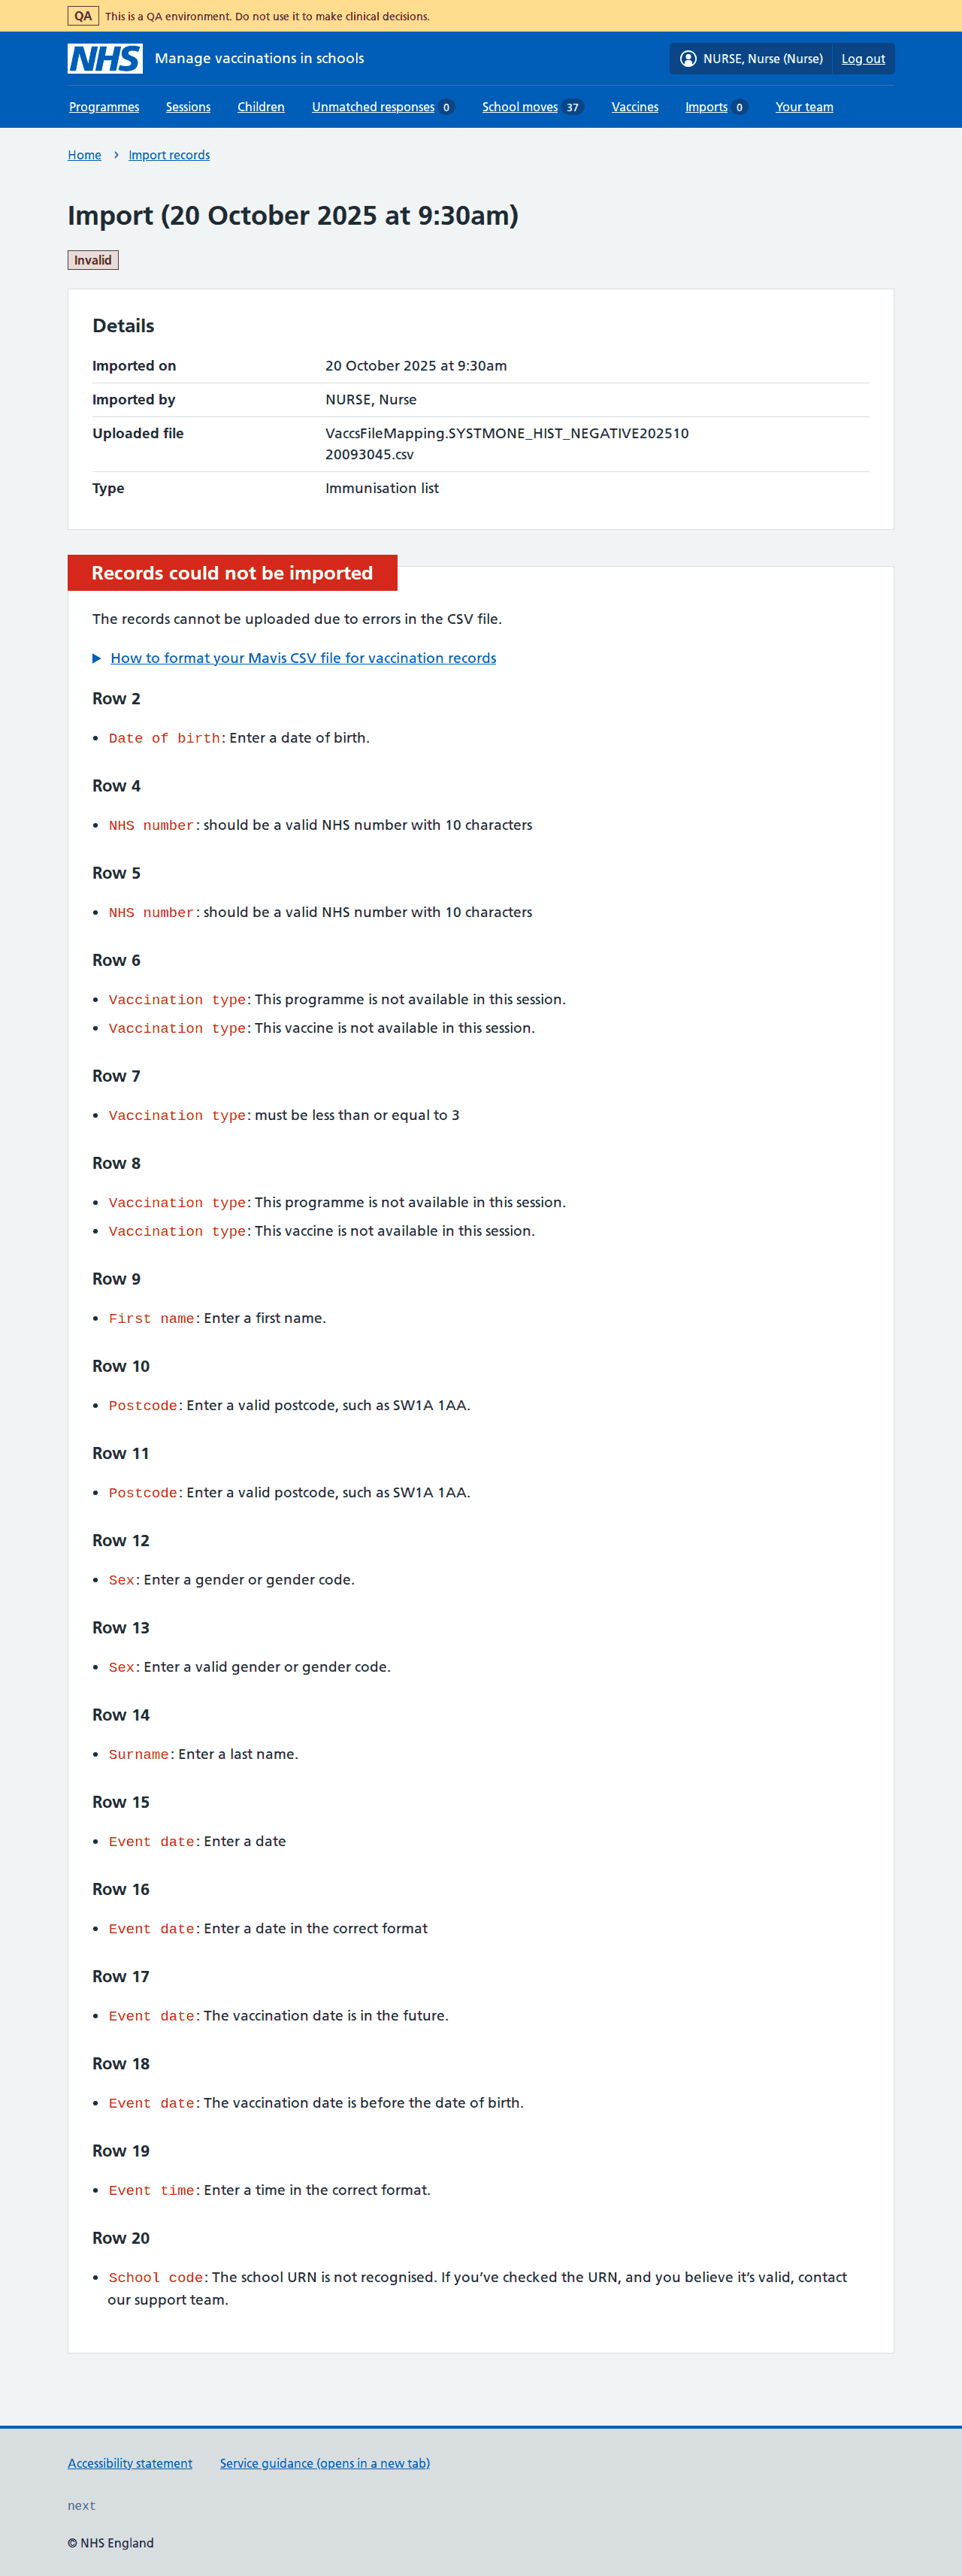 QA This is a QA environment. Do not use it to make clinical decisions.
NHS Manage vaccinations in schools NURSE, Nurse (Nurse) Log out
Programmes Sessions Children Unmatched responses 0 School moves 37 Vaccines Imports 0 Your team
Home › Import records
Import (20 October 2025 at 9:30am)
Invalid
Details
Imported on 20 October 2025 at 9:30am
Imported by NURSE, Nurse
Uploaded file VaccsFileMapping.SYSTMONE_HIST_NEGATIVE202510
20093045.csv
Type Immunisation list
Records could not be imported
The records cannot be uploaded due to errors in the CSV file.
How to format your Mavis CSV file for vaccination records
Row 2
• Date of birth: Enter a date of birth.
Row 4
• NHS number: should be a valid NHS number with 10 characters
Row 5
• NHS number: should be a valid NHS number with 10 characters
Row 6
• Vaccination type: This programme is not available in this session.
• Vaccination type: This vaccine is not available in this session.
Row 7
• Vaccination type: must be less than or equal to 3
Row 8
• Vaccination type: This programme is not available in this session.
• Vaccination type: This vaccine is not available in this session.
Row 9
• First name: Enter a first name.
Row 10
• Postcode: Enter a valid postcode, such as SW1A 1AA.
Row 11
• Postcode: Enter a valid postcode, such as SW1A 1AA.
Row 12
• Sex: Enter a gender or gender code.
Row 13
• Sex: Enter a valid gender or gender code.
Row 14
• Surname: Enter a last name.
Row 15
• Event date: Enter a date
Row 16
• Event date: Enter a date in the correct format
Row 17
• Event date: The vaccination date is in the future.
Row 18
• Event date: The vaccination date is before the date of birth.
Row 19
• Event time: Enter a time in the correct format.
Row 20
• School code: The school URN is not recognised. If you’ve checked the URN, and you believe it’s valid, contact
our support team.
Accessibility statement Service guidance (opens in a new tab)
next
© NHS England